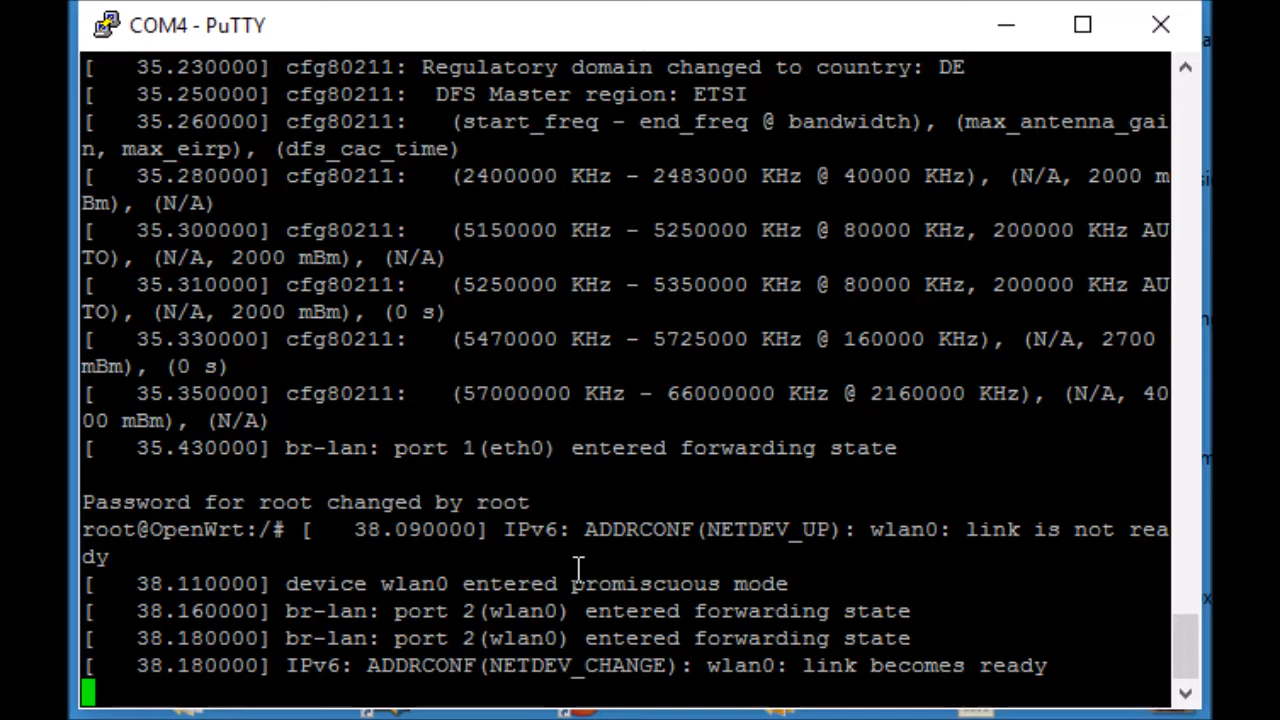 COM4 - PuTTY
[   35.230000] cfg80211: Regulatory domain changed to country: DE
[   35.250000] cfg80211:  DFS Master region: ETSI
[   35.260000] cfg80211:   (start_freq - end_freq @ bandwidth), (max_antenna_gai
n, max_eirp), (dfs_cac_time)
[   35.280000] cfg80211:   (2400000 KHz - 2483000 KHz @ 40000 KHz), (N/A, 2000 m
Bm), (N/A)
[   35.300000] cfg80211:   (5150000 KHz - 5250000 KHz @ 80000 KHz, 200000 KHz AU
TO), (N/A, 2000 mBm), (N/A)
[   35.310000] cfg80211:   (5250000 KHz - 5350000 KHz @ 80000 KHz, 200000 KHz AU
TO), (N/A, 2000 mBm), (0 s)
[   35.330000] cfg80211:   (5470000 KHz - 5725000 KHz @ 160000 KHz), (N/A, 2700
mBm), (0 s)
[   35.350000] cfg80211:   (57000000 KHz - 66000000 KHz @ 2160000 KHz), (N/A, 40
00 mBm), (N/A)
[   35.430000] br-lan: port 1(eth0) entered forwarding state
Password for root changed by root
root@OpenWrt:/# [   38.090000] IPv6: ADDRCONF(NETDEV_UP): wlan0: link is not rea
dy
[   38.110000] device wlan0 entered promiscuous mode
[   38.160000] br-lan: port 2(wlan0) entered forwarding state
[   38.180000] br-lan: port 2(wlan0) entered forwarding state
[   38.180000] IPv6: ADDRCONF(NETDEV_CHANGE): wlan0: link becomes ready